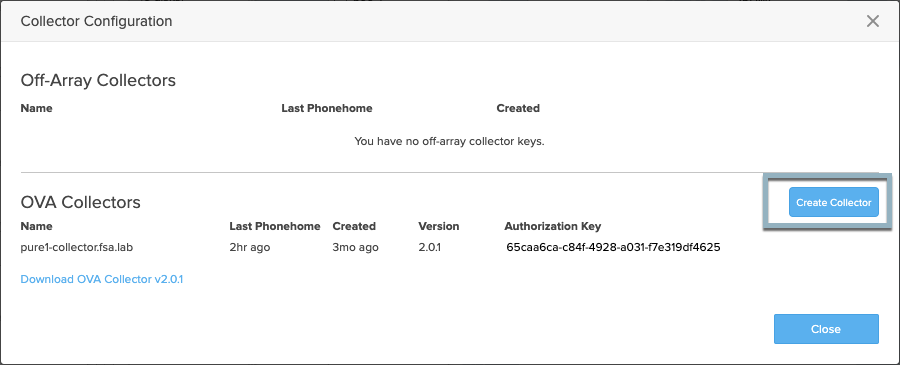 Collector Configuration
Off-Array Collectors
Name Last Phonehome Created
You have no off-array collector keys.
OVA Collectors Create Collector
Name Last Phonehome Created Version Authorization Key
pure1-collector.fsa.lab 2hr ago 3mo ago 2.0.1 65caa6ca-c84f-4928-a031-f7e319df4625
Download OVA Collector v2.0.1
Close